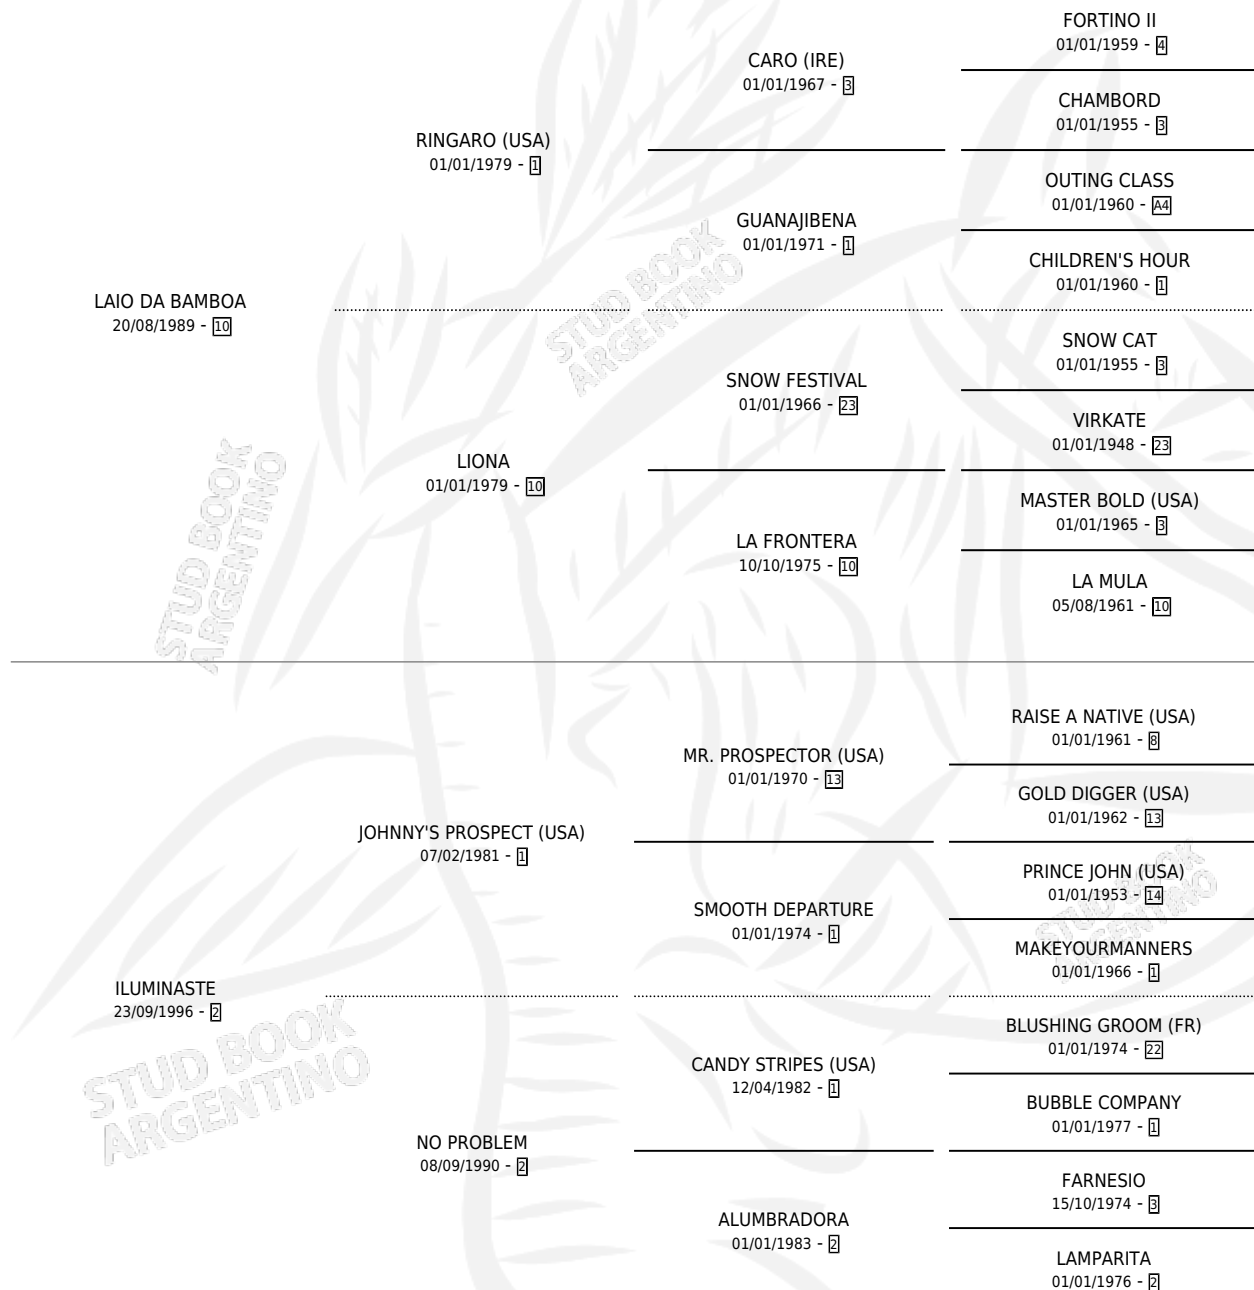 FORTINO II
01/01/1959 - 4
CARO (IRE)
01/01/1967 - 3
CHAMBORD
01/01/1955 - 3
RINGARO (USA)
01/01/1979 - 1
OUTING CLASS
01/01/1960 - A4
GUANAJIBENA
01/01/1971 - 1
CHILDREN'S HOUR
01/01/1960 - 1
LAIO DA BAMBOA
20/08/1989 - 10
STUD BOOK
ARGENTINO
SNOW CAT
01/01/1955 - 3
SNOW FESTIVAL
01/01/1966 - 23
VIRKATE
01/01/1948 - 23
LIONA
01/01/1979 - 10
MASTER BOLD (USA)
01/01/1965 - 3
LA FRONTERA
10/10/1975 - 10
LA MULA
05/08/1961 - 10
STUD BOOK
ARGENTINO
RAISE A NATIVE (USA)
01/01/1961 - 8
MR. PROSPECTOR (USA)
01/01/1970 - 13
GOLD DIGGER (USA)
01/01/1962 - 13
JOHNNY'S PROSPECT (USA)
07/02/1981 - 1
PRINCE JOHN (USA)
01/01/1953 - 14
SMOOTH DEPARTURE
01/01/1974 - 1
STUD BOOK
ARGENTINO
MAKEYOURMANNERS
01/01/1966 - 1
ILUMINASTE
23/09/1996 - 2
BLUSHING GROOM (FR)
01/01/1974 - 22
CANDY STRIPES (USA)
12/04/1982 - 1
STUD BOOK
ARGENTINO
BUBBLE COMPANY
01/01/1977 - 1
NO PROBLEM
08/09/1990 - 2
FARNESIO
15/10/1974 - 3
ALUMBRADORA
01/01/1983 - 2
LAMPARITA
01/01/1976 - 2